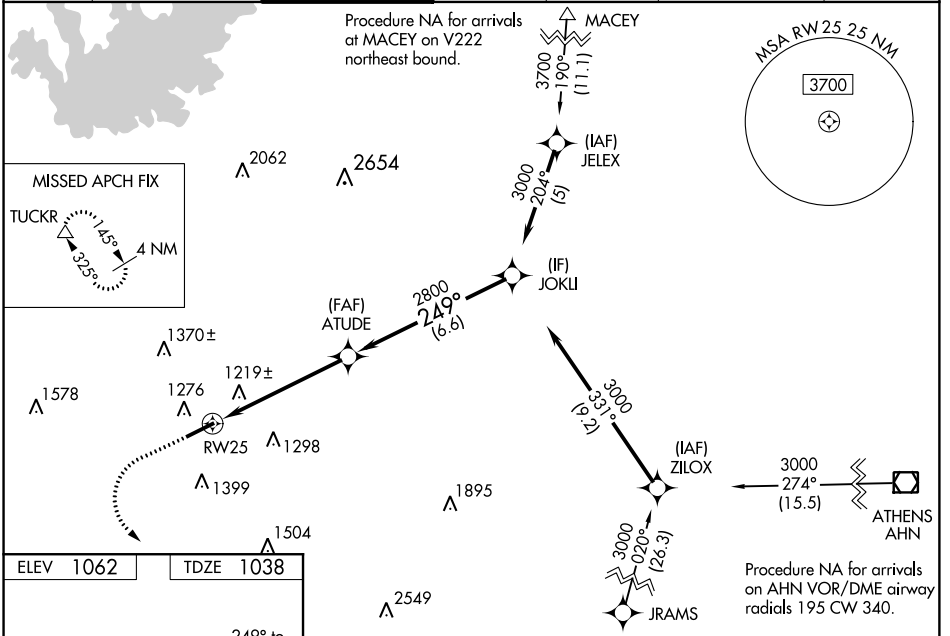 Procedure NA for arrivals
at MACEY on V222
northeast bound.
MACEY
3700
190°
(11.1)
MSA RW25 25 NM
3700
(IAF)
JELEX
2062
2654
3000
204°
(5)
MISSED APCH FIX
TUCKR
145°
4 NM
325°
(IF)
JOKLI
2800
249°
(6.6)
(FAF)
ATUDE
1370±
1219±
1578
1276
RW25
1298
1399
3000
331°
(9.2)
(IAF)
ZILOX
3000
274°
(15.5)
ATHENS
AHN
1895
1504
3000
020°
(26.3)
ELEV 1062
TDZE 1038
2549
JRAMS
Procedure NA for arrivals
on AHN VOR/DME airway
radials 195 CW 340.